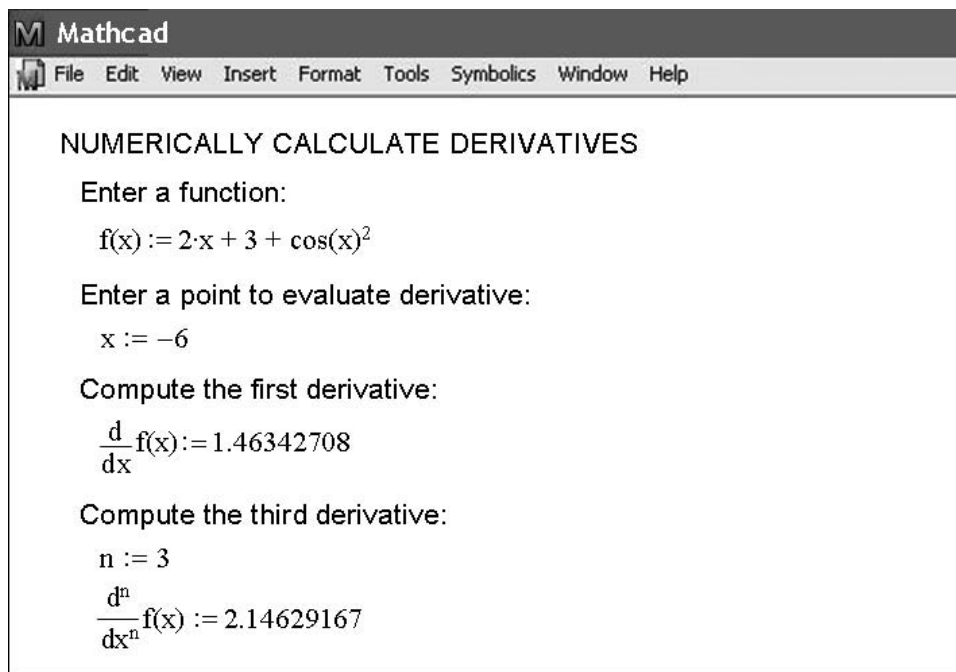 Mathcad
File Edit View Insert Format Tools Symbolics Window Help
NUMERICALLY CALCULATE DERIVATIVES
Enter a function:
f(x) := 2·x + 3 + cos(x)²
Enter a point to evaluate derivative:
x := −6
Compute the first derivative:
d/dx f(x) := 1.46342708
Compute the third derivative:
n := 3
dⁿ/dxⁿ f(x) := 2.14629167